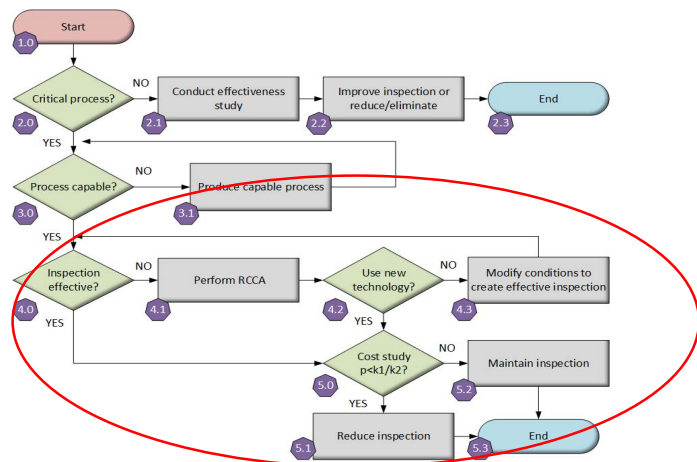 Start
1.0
Critical process?
2.0
NO
YES
Conduct effectiveness
study
2.1
Improve inspection or
reduce/eliminate
2.2
End
2.3
Process capable?
3.0
NO
YES
Produce capable process
3.1
Inspection
effective?
4.0
NO
YES
Perform RCCA
4.1
Use new
technology?
4.2
NO
YES
Modify conditions to
create effective inspection
4.3
Cost study
p<k1/k2?
5.0
NO
YES
Maintain inspection
5.2
Reduce inspection
5.1
End
5.3